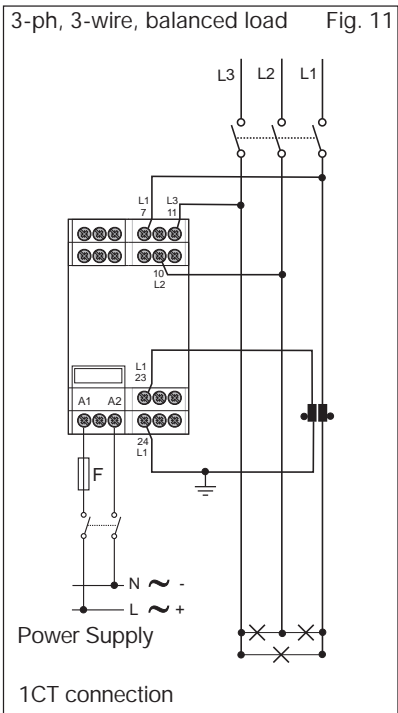 3-ph, 3-wire, balanced load Fig. 11
L3 L2 L1
L1 L3
7 11
10
L2
L1
23
A1 A2
24
L1
F
N ~ -
L ~ +
Power Supply
1CT connection